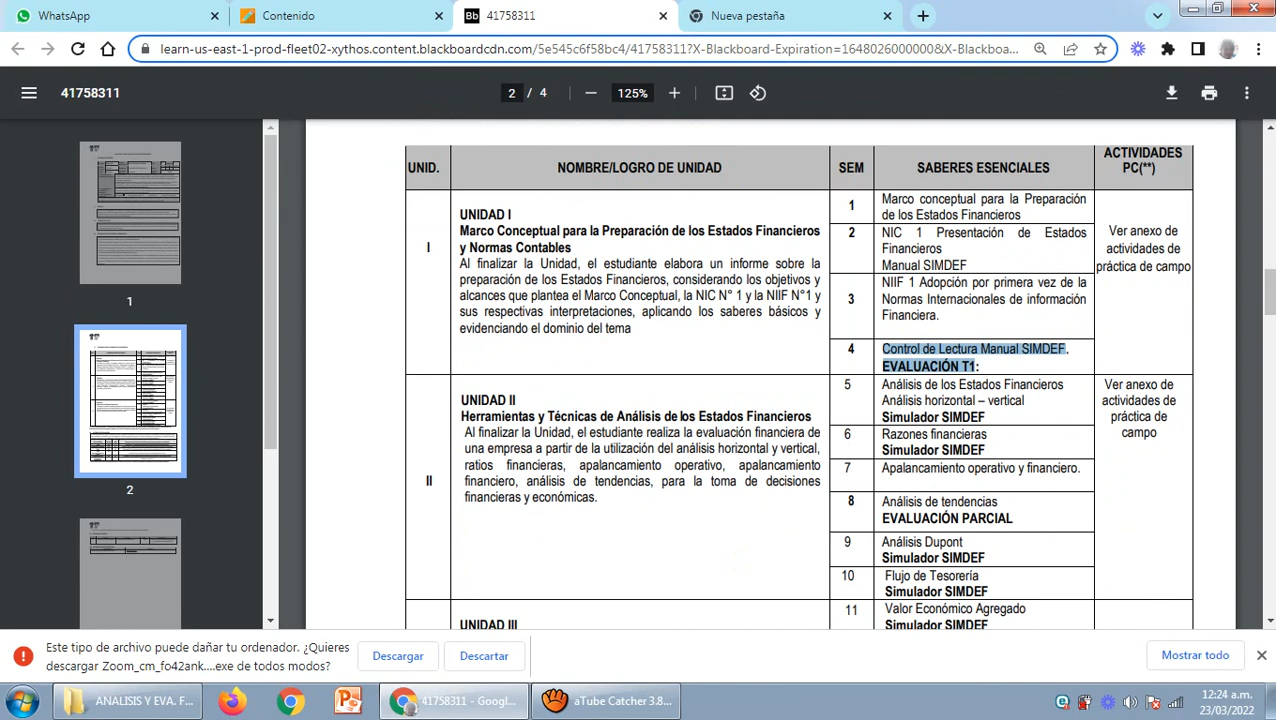 WhatsApp
Contenido
Bb 41758311
Nueva pestaña
learn-us-east-1-prod-fleet02-xythos.content.blackboardcdn.com/5e545c6f58bc4/41758311?X-Blackboard-Expiration=1648026000000&X-Blackboa...
41758311
2 / 4
125%
1
2
UNID.
NOMBRE/LOGRO DE UNIDAD
SEM
SABERES ESENCIALES
ACTIVIDADES
PC(**)
I
UNIDAD I
Marco Conceptual para la Preparación de los Estados Financieros
y Normas Contables
Al finalizar la Unidad, el estudiante elabora un informe sobre la
preparación de los Estados Financieros, considerando los objetivos y
alcances que plantea el Marco Conceptual, la NIC N° 1 y la NIIF N°1 y
sus respectivas interpretaciones, aplicando los saberes básicos y
evidenciando el dominio del tema
1
Marco conceptual para la Preparación
de los Estados Financieros
2
NIC 1 Presentación de Estados
Financieros
Manual SIMDEF
3
NIIF 1 Adopción por primera vez de la
Normas Internacionales de información
Financiera.
4
Control de Lectura Manual SIMDEF.
EVALUACIÓN T1:
Ver anexo de
actividades de
práctica de campo
II
UNIDAD II
Herramientas y Técnicas de Análisis de los Estados Financieros
Al finalizar la Unidad, el estudiante realiza la evaluación financiera de
una empresa a partir de la utilización del análisis horizontal y vertical,
ratios financieras, apalancamiento operativo, apalancamiento
financiero, análisis de tendencias, para la toma de decisiones
financieras y económicas.
5
Análisis de los Estados Financieros
Análisis horizontal – vertical
Simulador SIMDEF
6
Razones financieras
Simulador SIMDEF
7
Apalancamiento operativo y financiero.
8
Análisis de tendencias
EVALUACIÓN PARCIAL
9
Análisis Dupont
Simulador SIMDEF
10
Flujo de Tesorería
Simulador SIMDEF
Ver anexo de
actividades de
práctica de
campo
UNIDAD III
11
Valor Económico Agregado
Simulador SIMDEF
Este tipo de archivo puede dañar tu ordenador. ¿Quieres
descargar Zoom_cm_fo42ank....exe de todos modos?
Descargar
Descartar
Mostrar todo
ANALISIS Y EVA. F...
41758311 - Google...
aTube Catcher 3.8...
12:24 a.m.
23/03/2022